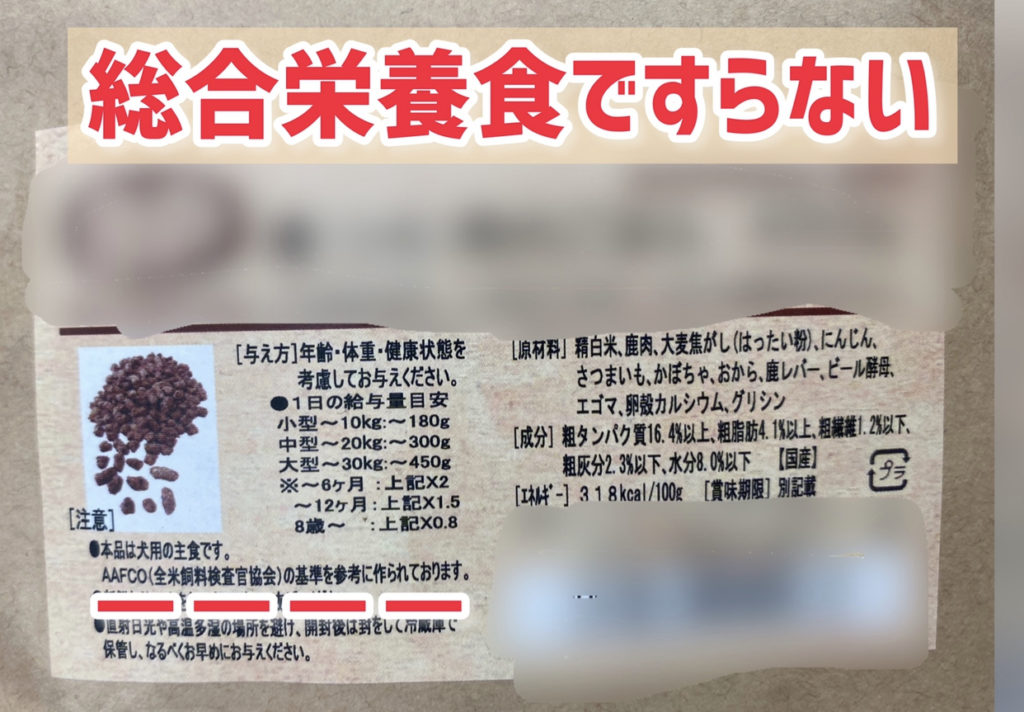 総合栄養食ですらない
[与え方]年齢・体重・健康状態を
考慮してお与えください。
●1日の給与量目安
小型～10kg:～180g
中型～20kg:～300g
大型～30kg:～450g
※～6ヶ月:上記X2
～12ヶ月:上記X1.5
8歳～ :上記X0.8
[注意]
●本品は犬用の主食です。
AAFCO(全米飼料検査官協会)の基準を参考に作られております。
●直射日光や高温多湿の場所を避け、開封後は封をして冷蔵庫で
保管し、なるべくお早めにお与えください。
[原材料] 精白米、鹿肉、大麦焦がし(はったい粉)、にんじん、
さつまいも、かぼちゃ、おから、鹿レバー、ビール酵母、
エゴマ、卵殻カルシウム、グリシン
[成分] 粗タンパク質16.4%以上、粗脂肪4.1%以上、粗繊維1.2%以下、
粗灰分2.3%以下、水分8.0%以下 【国産】
[エネルギー] 318kcal/100g [賞味期限] 別記載
プラ